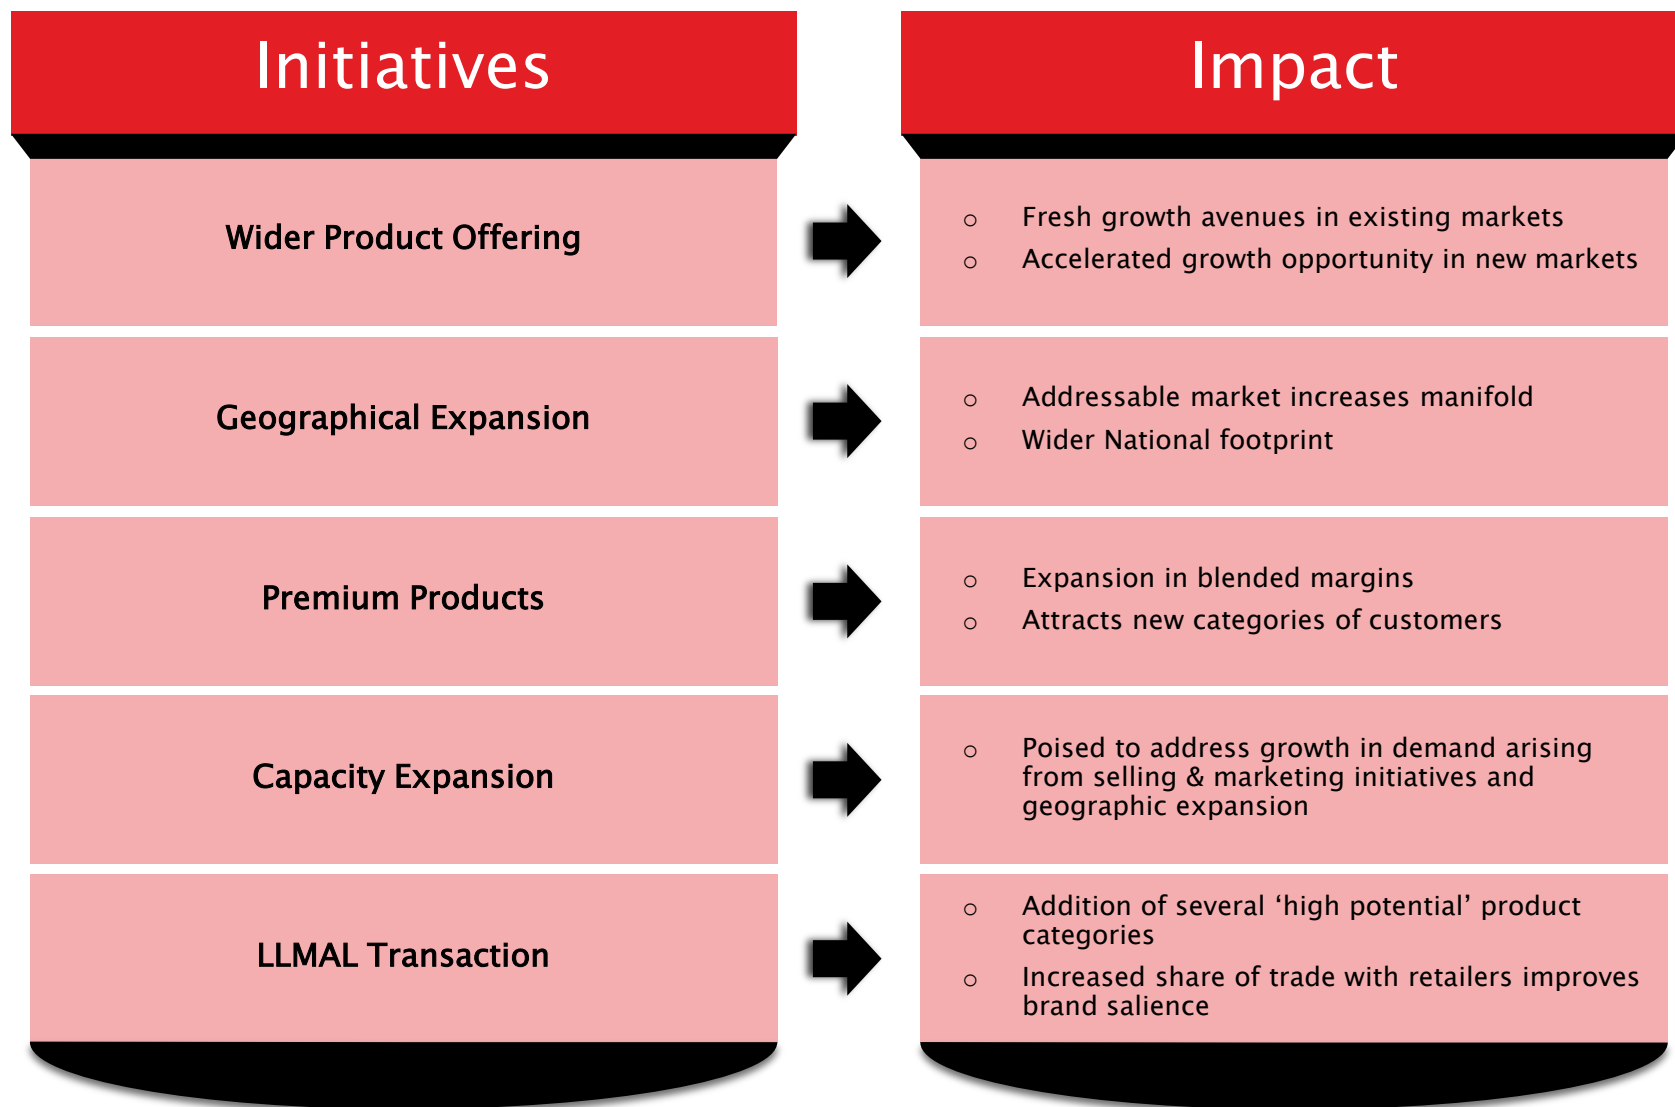 Initiatives
Impact
Wider Product Offering
○ Fresh growth avenues in existing markets
○ Accelerated growth opportunity in new markets
Geographical Expansion
○ Addressable market increases manifold
○ Wider National footprint
Premium Products
○ Expansion in blended margins
○ Attracts new categories of customers
Capacity Expansion
○ Poised to address growth in demand arising
from selling & marketing initiatives and
geographic expansion
LLMAL Transaction
○ Addition of several ‘high potential’ product
categories
○ Increased share of trade with retailers improves
brand salience